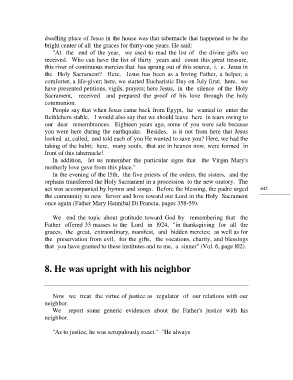 dwelling place of Jesus in the house was that tabernacle that happened to be the
bright center of all the graces for thirty-one years. He said:
"At the end of the year, we used to read the list of the divine gifts we
received. Who can have the list of thirty years and count this great treasure,
this river of continuous mercies that has sprung out of this source, i. e. Jesus in
the Holy Sacrament? Here, Jesus has been as a loving Father, a helper, a
comforter, a life-giver; here, we started Eucharistic Day on July first; here, we
have presented petitions, vigils, prayers; here Jesus, in the silence of the Holy
Sacrament, received and prepared the proof of his love through the holy
communion.
People say that when Jesus came back from Egypt, he wanted to enter the
Bethlehem stable. I would also say that we should leave here in tears owing to
our dear remembrances. Eighteen years ago, some of you were safe because
you were here during the earthquake. Besides, is it not from here that Jesus
looked at, called, and told each of you He wanted to save you? Here, we had the
taking of the habit; here, many souls, that are in heaven now, were formed in
front of this tabernacle!
In addition, let us remember the particular signs that the Virgin Mary's
motherly love gave from this place."
In the evening of the 15th, the five priests of the orders, the sisters, and the
orphans transferred the Holy Sacrament in a procession to the new oratory. The
act was accompanied by hymns and songs. Before the blessing, the padre urged
the community to new fervor and love toward our Lord in the Holy Sacrament
once again (Father Mary Hannibal Di Francia, pages 358-59).
645
We end the topic about gratitude toward God by remembering that the
Father offered 33 masses to the Lord in 1924, "in thanksgiving for all the
graces, the great, extraordinary, manifest, and hidden mercies; as well as for
the preservation from evil, for the gifts, the vocations, charity, and blessings
that you have granted to these institutes and to me, a sinner" (Vol. 6, page 102).
8. He was upright with his neighbor
Now we treat the virtue of justice as regulator of our relations with our
neighbor.
We report some generic evidences about the Father's justice with his
neighbor.
"As to justice, he was scrupulously exact." "He always